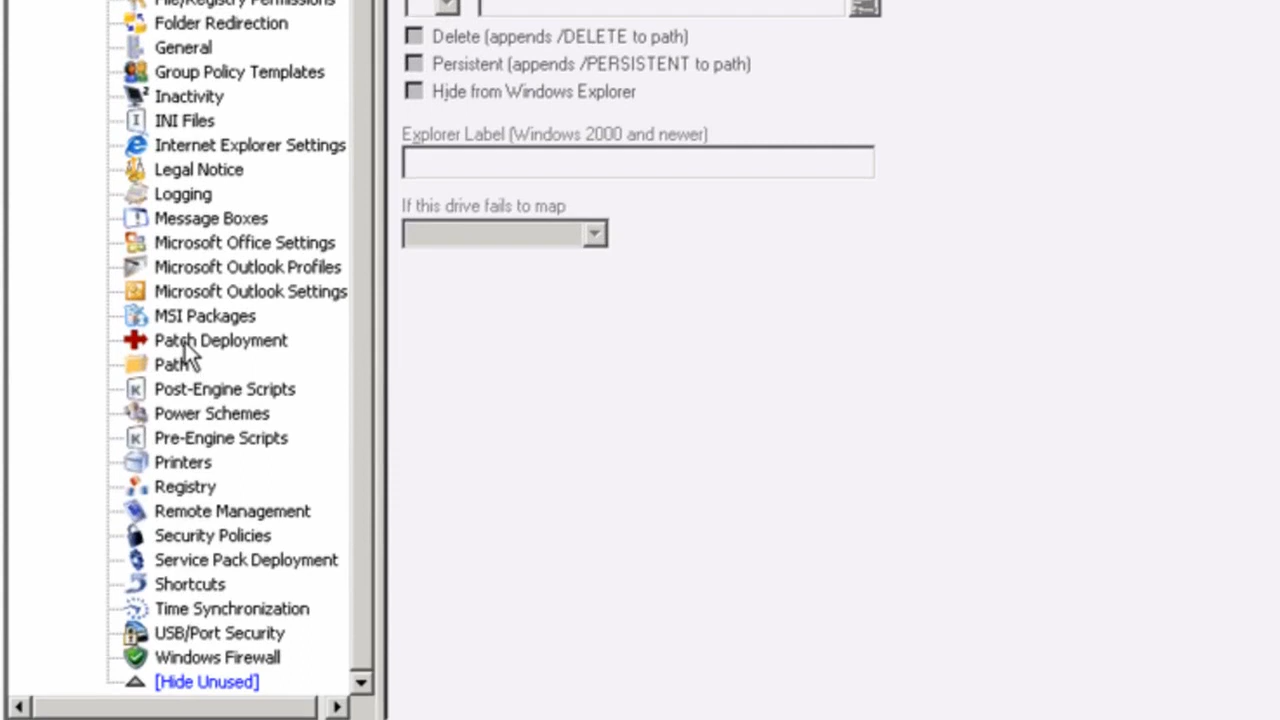 File/Registry Permissions
Folder Redirection
General
Group Policy Templates
Inactivity
INI Files
Internet Explorer Settings
Legal Notice
Logging
Message Boxes
Microsoft Office Settings
Microsoft Outlook Profiles
Microsoft Outlook Settings
MSI Packages
Patch Deployment
Path
Post-Engine Scripts
Power Schemes
Pre-Engine Scripts
Printers
Registry
Remote Management
Security Policies
Service Pack Deployment
Shortcuts
Time Synchronization
USB/Port Security
Windows Firewall
[Hide Unused]
Delete (appends /DELETE to path)
Persistent (appends /PERSISTENT to path)
Hide from Windows Explorer
Explorer Label (Windows 2000 and newer)
If this drive fails to map